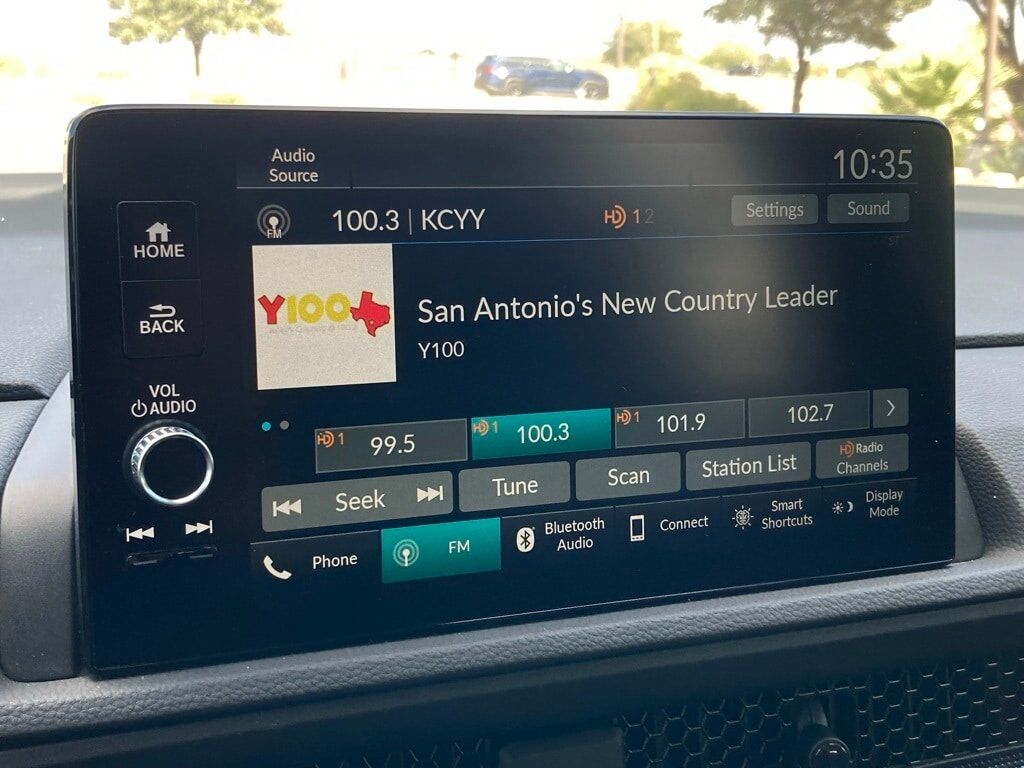 Audio
Source
10:35
FM
100.3 | KCYY
HD 1 2
Settings
Sound
HOME
BACK
VOL
AUDIO
Y100
San Antonio's New Country Leader
Y100
HD 1
99.5
HD 1
100.3
HD 1
101.9
102.7
Seek
Tune
Scan
Station List
HD Radio
Channels
Phone
FM
Bluetooth
Audio
Connect
Smart
Shortcuts
Display
Mode